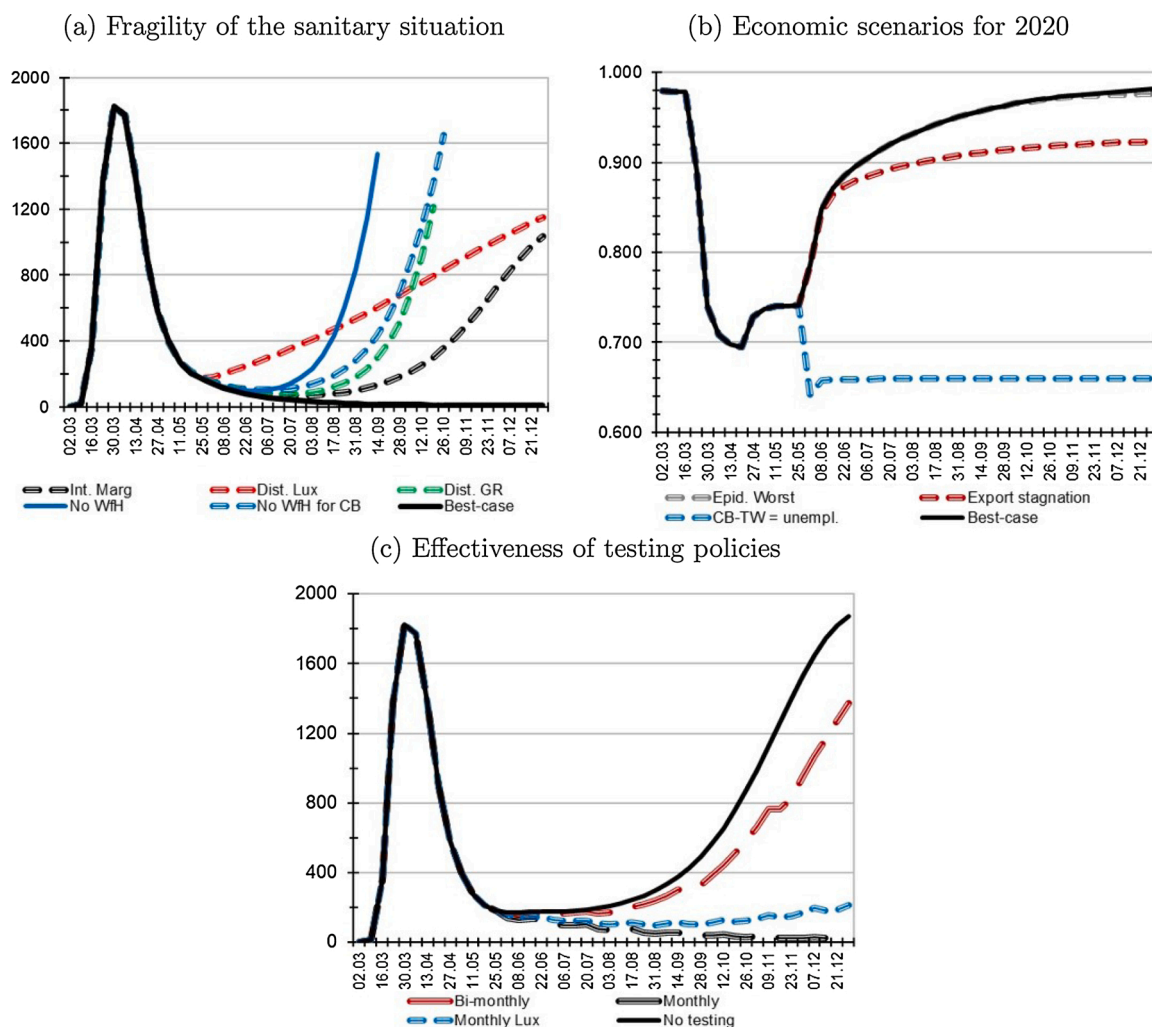 (a) Fragility of the sanitary situation
2000
1600
1200
800
400
0
02.03 16.03 30.03 13.04 27.04 11.05 25.05 08.06 22.06 06.07 20.07 03.08 17.08 31.08 14.09 28.09 12.10 26.10 09.11 23.11 07.12 21.12
Int. Marg Dist. Lux Dist. GR
No WfH No WfH for CB Best-case
(b) Economic scenarios for 2020
1.000
0.900
0.800
0.700
0.600
02.03 16.03 30.03 13.04 27.04 11.05 25.05 08.06 22.06 06.07 20.07 03.08 17.08 31.08 14.09 28.09 12.10 26.10 09.11 23.11 07.12 21.12
Epid. Worst Export stagnation
CB-TW = unempl. Best-case
(c) Effectiveness of testing policies
2000
1600
1200
800
400
0
02.03 16.03 30.03 13.04 27.04 11.05 25.05 08.06 22.06 06.07 20.07 03.08 17.08 31.08 14.09 28.09 12.10 26.10 09.11 23.11 07.12 21.12
Bi-monthly Monthly
Monthly Lux No testing